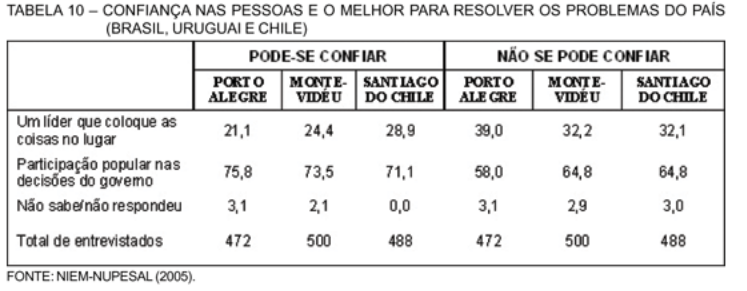 TABELA 10 – CONFIANÇA NAS PESSOAS E O MELHOR PARA RESOLVER OS PROBLEMAS DO PAÍS
(BRASIL, URUGUAI E CHILE)
PODE-SE CONFIAR NÃO SE PODE CONFIAR
PORTO ALEGRE MONTE-VIDÉU SANTIAGO DO CHILE PORTO ALEGRE MONTE-VIDÉU SANTIAGO DO CHILE
Um líder que coloque as
coisas no lugar 21,1 24,4 28,9 39,0 32,2 32,1
Participação popular nas
decisões do governo 75,8 73,5 71,1 58,0 64,8 64,8
Não sabe/não respondeu 3,1 2,1 0,0 3,1 2,9 3,0
Total de entrevistados 472 500 488 472 500 488
FONTE: NIEM-NUPESAL (2005).